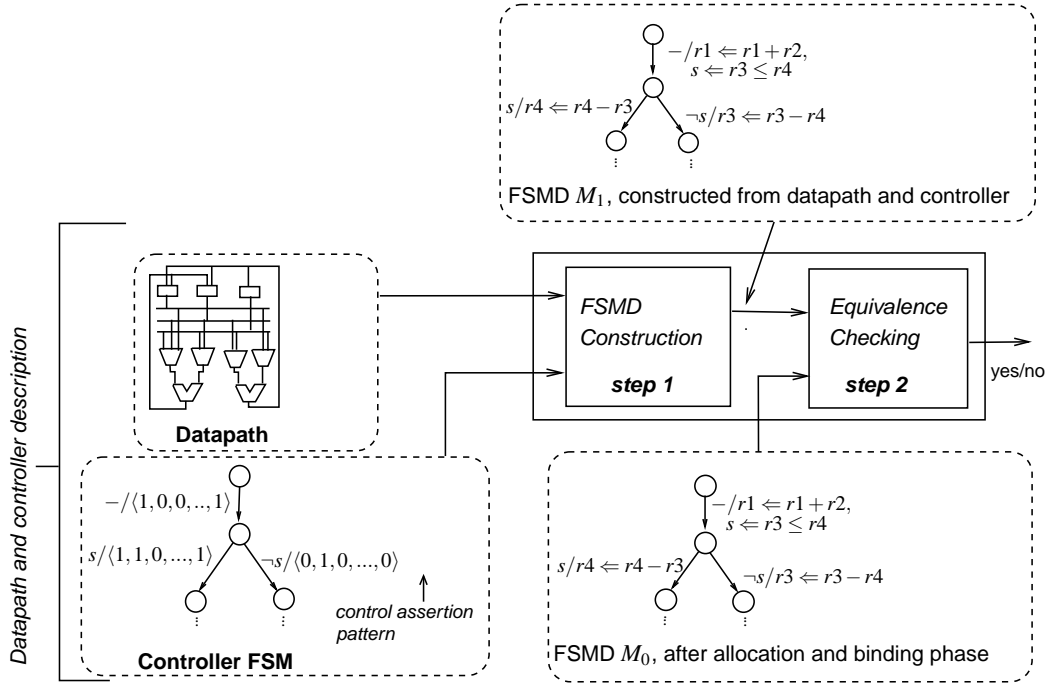 −/r1 ⇐ r1 + r2,
s ⇐ r3 ≤ r4
s/r4 ⇐ r4 − r3
¬s/r3 ⇐ r3 − r4
...
...
FSMD M₁, constructed from datapath and controller
Datapath and controller description
Datapath
FSMD
Construction
step 1
Equivalence
Checking
step 2
yes/no
−/⟨1,0,0,..,1⟩
s/⟨1,1,0,...,1⟩
¬s/⟨0,1,0,...,0⟩
...
...
control assertion
pattern
Controller FSM
−/r1 ⇐ r1 + r2,
s ⇐ r3 ≤ r4
s/r4 ⇐ r4 − r3
¬s/r3 ⇐ r3 − r4
...
...
FSMD M₀, after allocation and binding phase